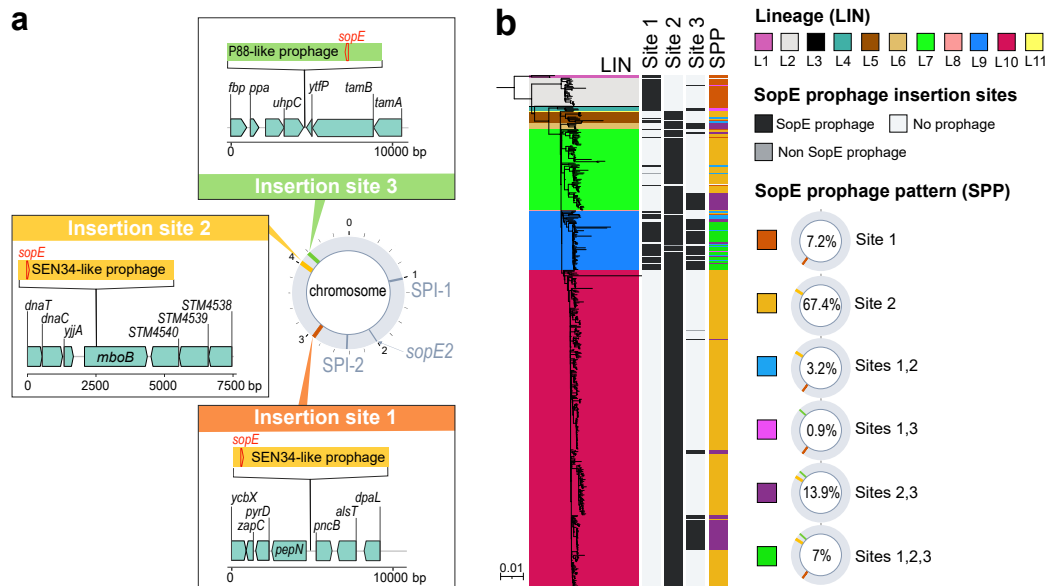 a
sopE
P88-like prophage
fbp ppa ytfP tamB
uhpC tamA
0 10000 bp
Insertion site 3
Insertion site 2
sopE
SEN34-like prophage
dnaT
dnaC
yjjA
STM4538
STM4539
STM4540
mboB
0 2500 5000 7500 bp
0
4
1
chromosome
SPI-1
3
2
SPI-2
sopE2
Insertion site 1
sopE
SEN34-like prophage
ycbX
pyrD
zapC
dpaL
alsT
pncB
pepN
0 10000 bp
b
LIN
Site 1
Site 2
Site 3
SPP
0.01
Lineage (LIN)
L1 L2 L3 L4 L5 L6 L7 L8 L9 L10 L11
SopE prophage insertion sites
SopE prophage No prophage
Non SopE prophage
SopE prophage pattern (SPP)
7.2% Site 1
67.4% Site 2
3.2% Sites 1,2
0.9% Sites 1,3
13.9% Sites 2,3
7% Sites 1,2,3